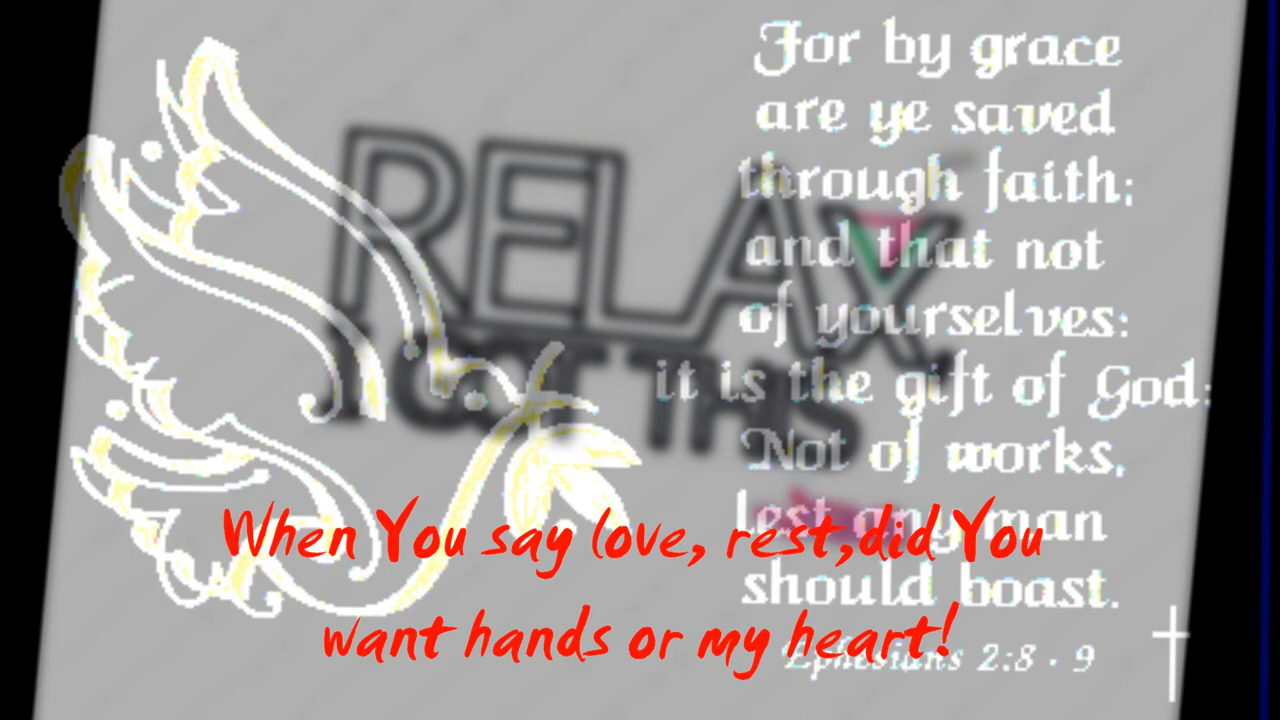 For by grace
are ye saved
through faith:
and that not
of yourselves:
it is the gift of God:
Not of works,
lest any man
should boast.
Ephesians 2:8 - 9
RELAX
I GOT THIS
When You say love, rest,did You
want hands or my heart!